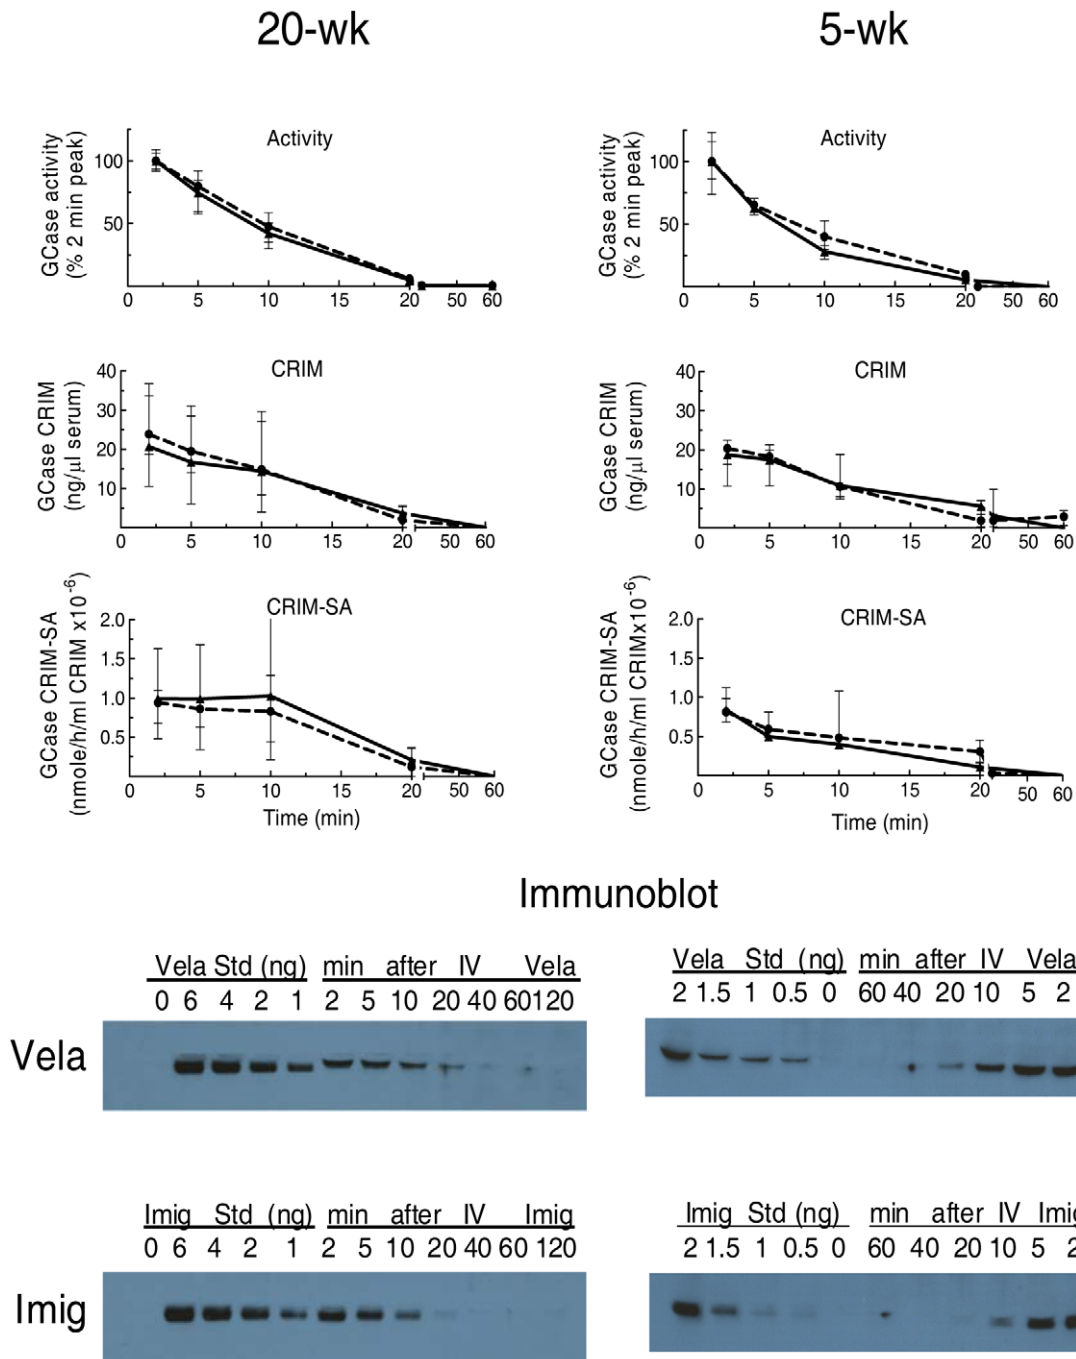 20-wk
5-wk
Activity
GCase activity
(% 2 min peak)
100
50
0 5 10 15 20 50 60
Activity
GCase activity
(% 2 min peak)
100
50
0 5 10 15 20 50 60
CRIM
GCase CRIM
(ng/μl serum)
40
30
20
10
0 5 10 15 20 50 60
CRIM
GCase CRIM
(ng/μl serum)
40
30
20
10
0 5 10 15 20 50 60
CRIM-SA
GCase CRIM-SA
(nmole/h/ml CRIM x10⁻⁶)
2.0
1.5
1.0
0.5
0 5 10 15 20 50 60
Time (min)
CRIM-SA
GCase CRIM-SA
(nmole/h/ml CRIMx10⁻⁶)
2.0
1.5
1.0
0.5
0 5 10 15 20 50 60
Time (min)
Immunoblot
Vela Std (ng) min after IV Vela
0 6 4 2 1 2 5 10 20 40 60 120
Vela Std (ng) min after IV Vela
2 1.5 1 0.5 0 60 40 20 10 5 2
Vela
Imig Std (ng) min after IV Imig
0 6 4 2 1 2 5 10 20 40 60 120
Imig Std (ng) min after IV Imig
2 1.5 1 0.5 0 60 40 20 10 5 2
Imig